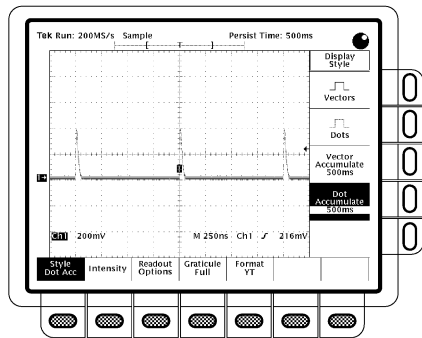 Tek Run: 200MS/s Sample Persist Time: 500ms
T
Display
Style
Vectors
Dots
Vector
Accumulate
500ms
Dot
Accumulate
500ms
1
Ch1 200mV M 250ns Ch1 216mV
Style
Dot Acc
Intensity
Readout
Options
Graticule
Full
Format
YT